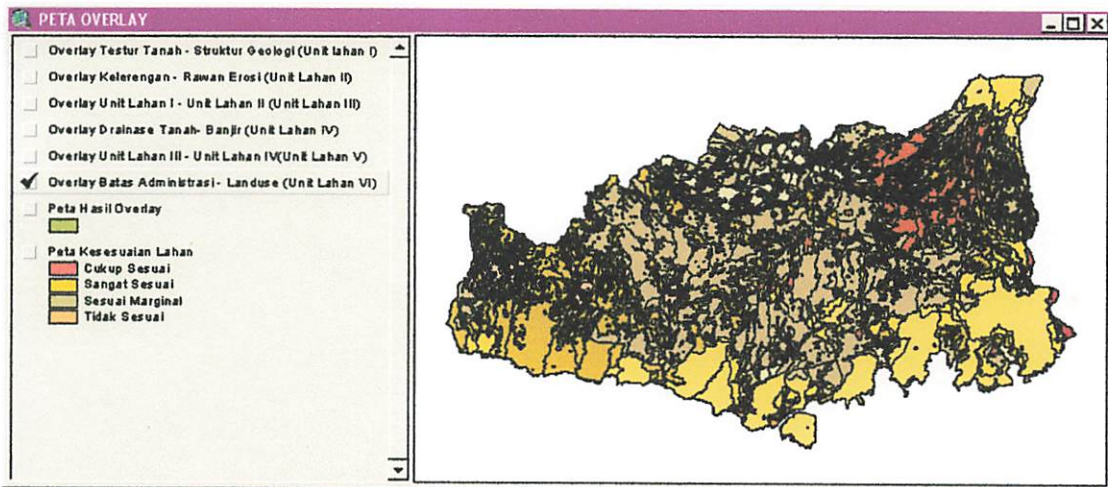 PETA OVERLAY
Overlay Testur Tanah - Struktur Geologi (Unit lahan I)
Overlay Kelerengan - Rawan Erosi (Unit Lahan II)
Overlay Unit Lahan I - Unit Lahan II (Unit Lahan III)
Overlay Drainase Tanah- Banjir (Unit Lahan IV)
Overlay Unit Lahan III - Unit Lahan IV(Unit Lahan V)
Overlay Batas Administrasi- Landuse (Unit Lahan VI)
Peta Hasil Overlay
Peta Kesesuaian Lahan
Cukup Sesuai
Sangat Sesuai
Sesuai Marginal
Tidak Sesuai